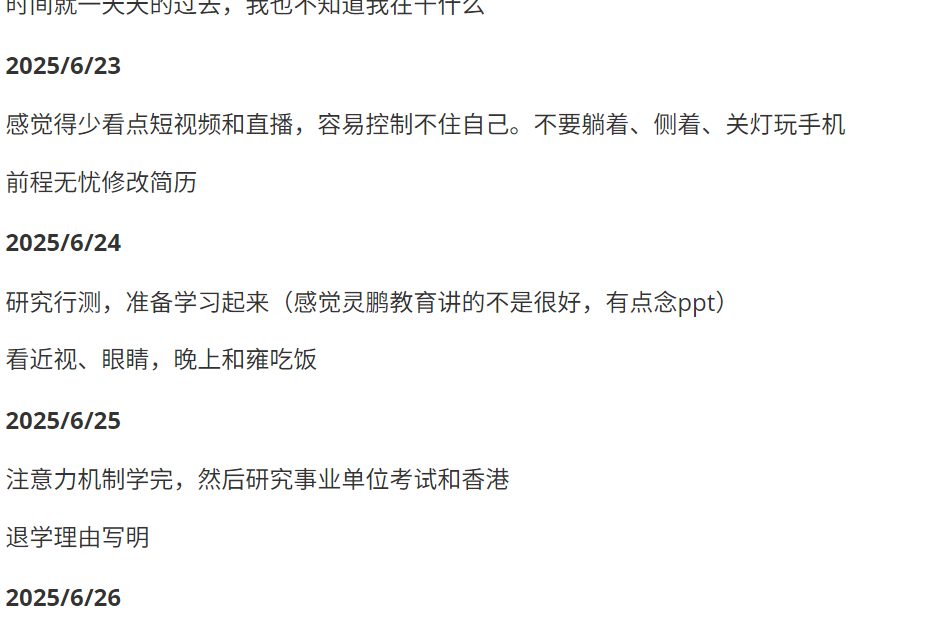 时间就一天天的过去，我也不知道我在干什么
2025/6/23
感觉得少看点短视频和直播，容易控制不住自己。不要躺着、侧着、关灯玩手机
前程无忧修改简历
2025/6/24
研究行测，准备学习起来（感觉灵鹏教育讲的不是很好，有点念ppt）
看近视、眼睛，晚上和雍吃饭
2025/6/25
注意力机制学完，然后研究事业单位考试和香港
退学理由写明
2025/6/26